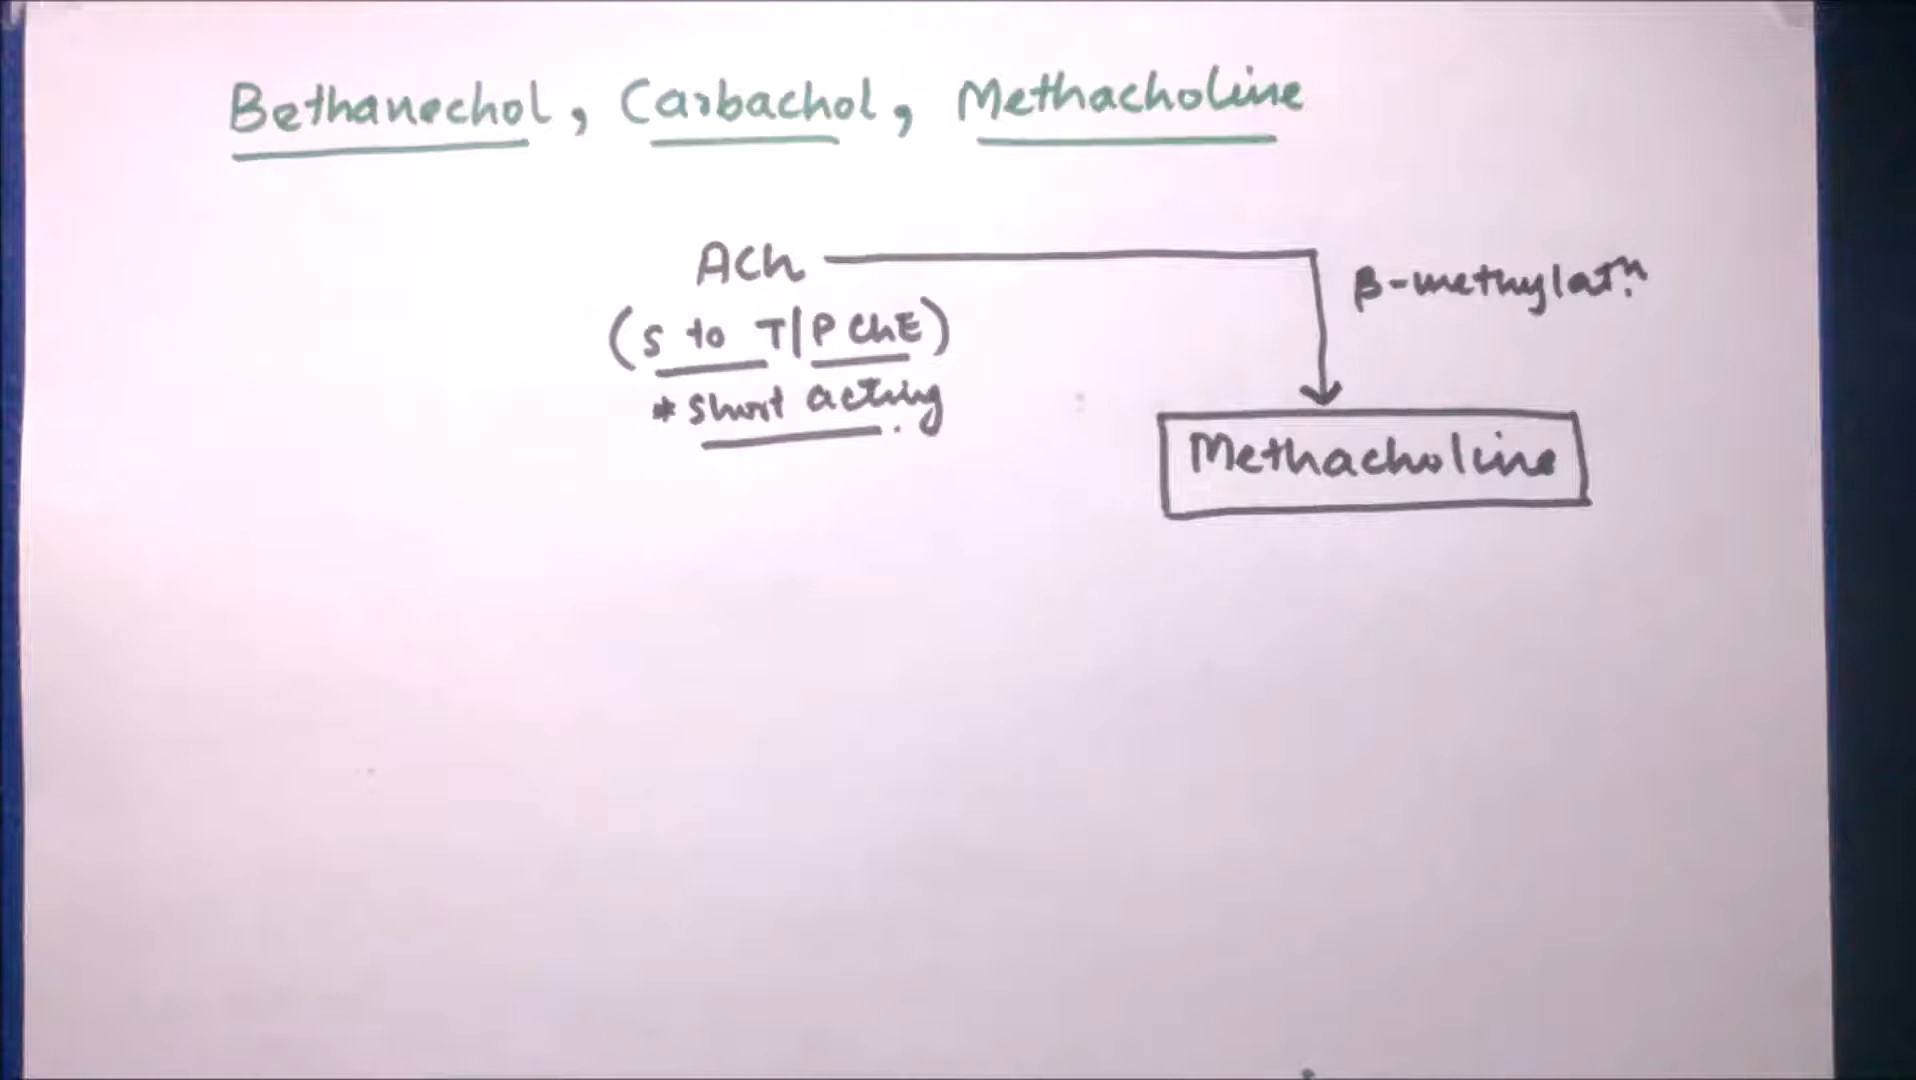 Bethanechol, Carbachol, Methacholine
ACh
β-methylatn.
(S to T/P ChE)
* Short acting.
Methacholine